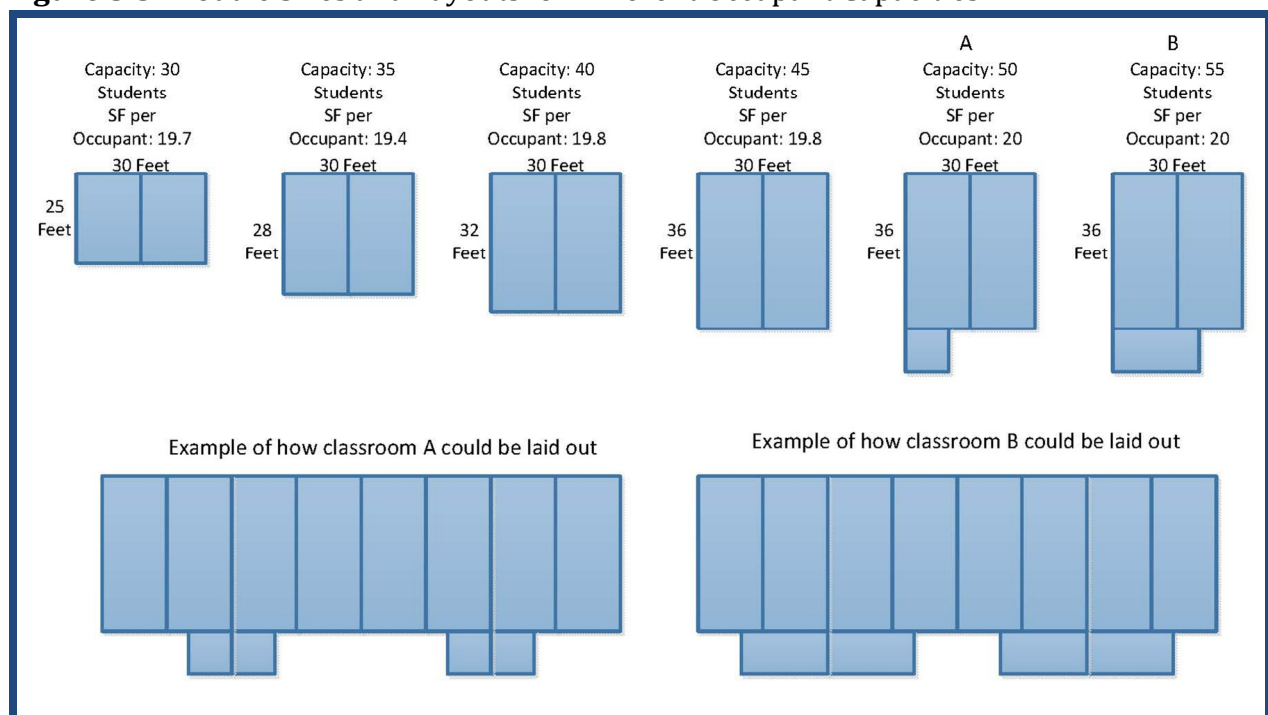 A
B
Capacity: 30
Students
SF per
Occupant: 19.7
30 Feet
25
Feet
Capacity: 35
Students
SF per
Occupant: 19.4
30 Feet
28
Feet
Capacity: 40
Students
SF per
Occupant: 19.8
30 Feet
32
Feet
Capacity: 45
Students
SF per
Occupant: 19.8
30 Feet
36
Feet
Capacity: 50
Students
SF per
Occupant: 20
30 Feet
36
Feet
Capacity: 55
Students
SF per
Occupant: 20
30 Feet
36
Feet
Example of how classroom A could be laid out
Example of how classroom B could be laid out